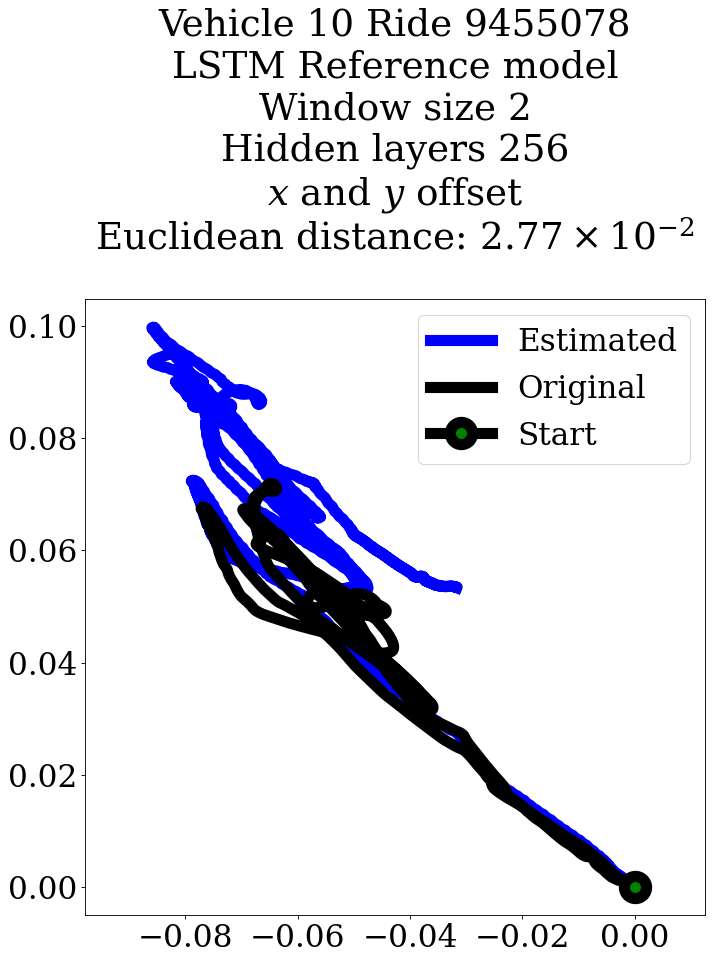 Vehicle 10 Ride 9455078
LSTM Reference model
Window size 2
Hidden layers 256
x and y offset
Euclidean distance: 2.77 × 10⁻²
Estimated
Original
Start
0.10
0.08
0.06
0.04
0.02
0.00
−0.08 −0.06 −0.04 −0.02 0.00